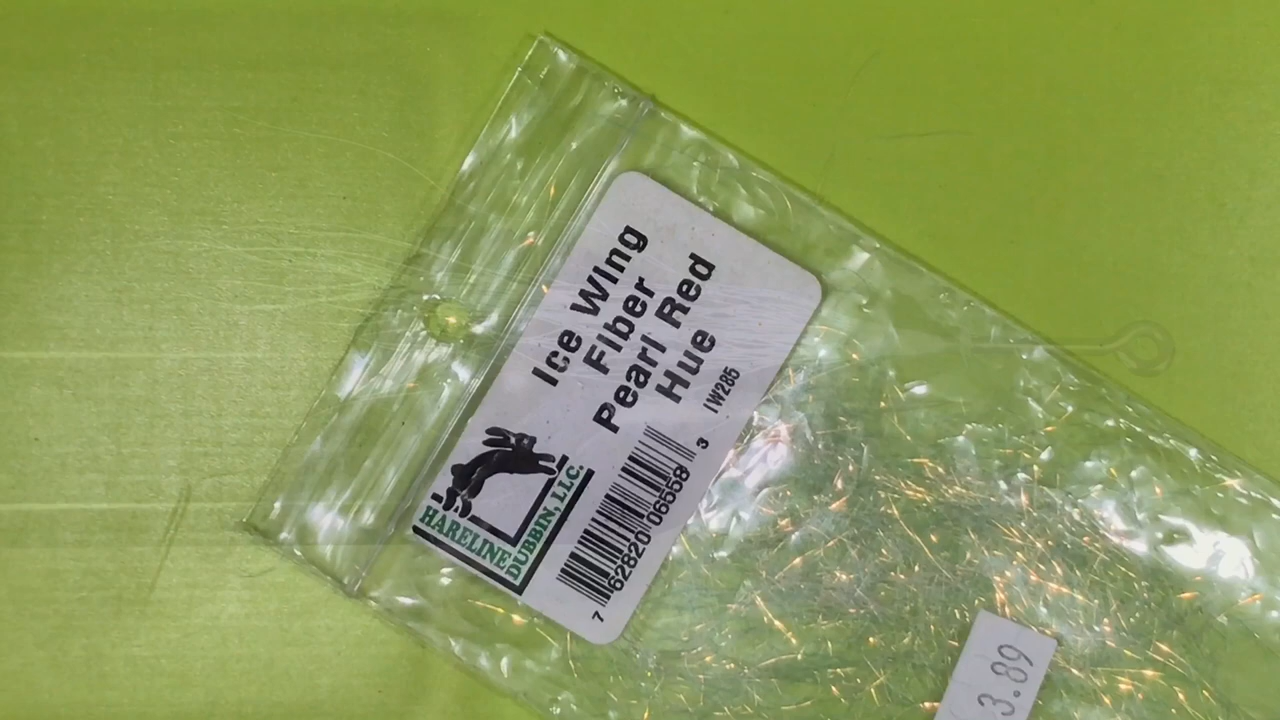 Ice Wing
Fiber
Pearl Red
Hue
IW285
HARELINE
DUBBIN, LLC.
7 62820 06558 3
3.89